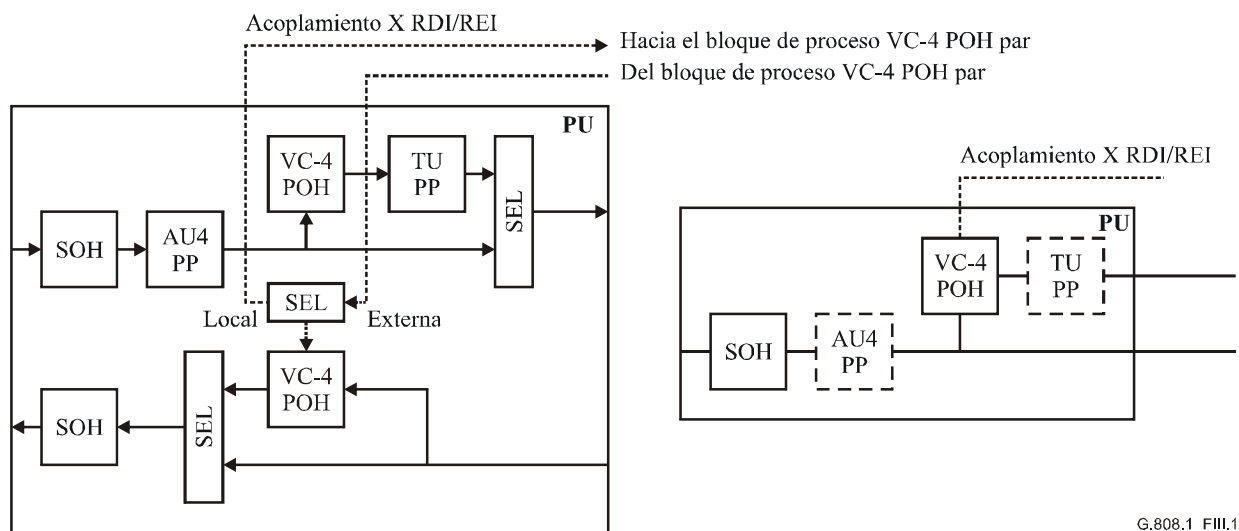 Acoplamiento X RDI/REI
Hacia el bloque de proceso VC-4 POH par
Del bloque de proceso VC-4 POH par
PU
VC-4
POH
TU
PP
SEL
SOH
AU4
PP
SEL
Local
Externa
VC-4
POH
SEL
SOH
Acoplamiento X RDI/REI
PU
VC-4
POH
TU
PP
SOH
AU4
PP
G.808.1_FIII.1